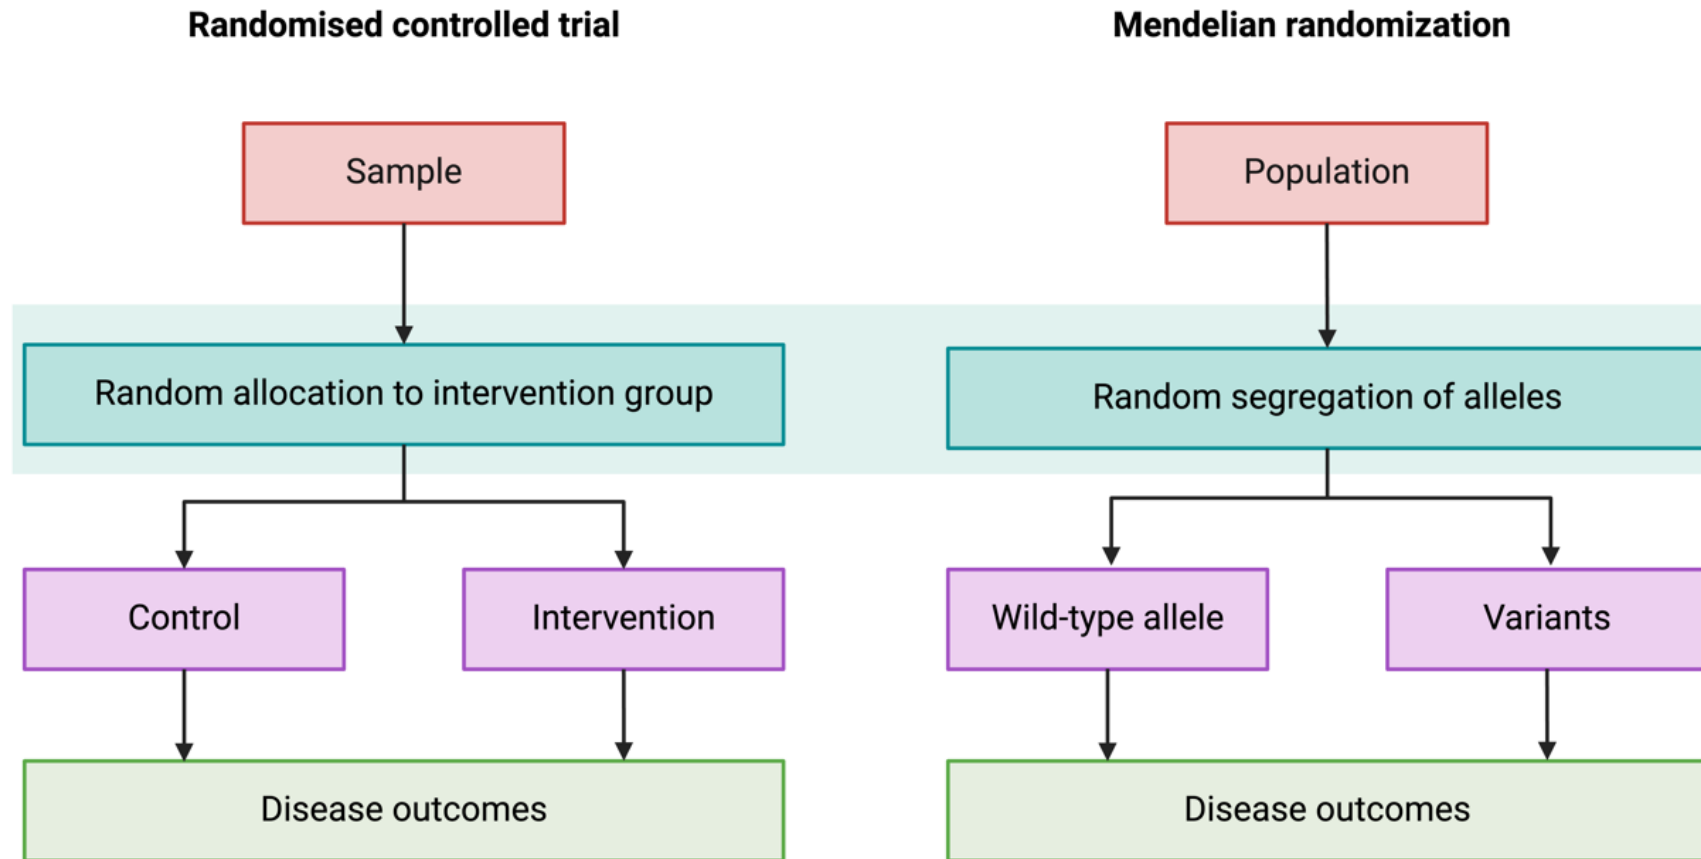 Randomised controlled trial
Mendelian randomization
Sample
Population
Random allocation to intervention group
Random segregation of alleles
Control
Intervention
Wild-type allele
Variants
Disease outcomes
Disease outcomes